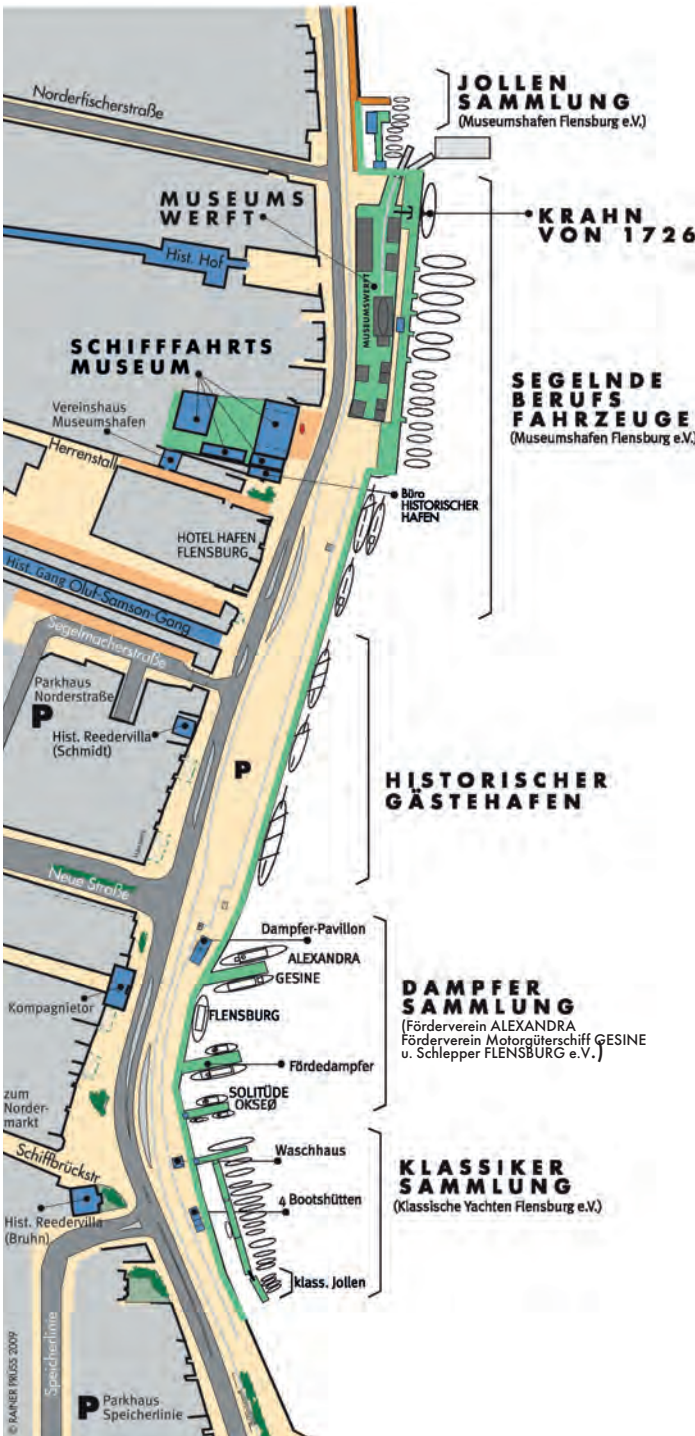 JOLLEN
SAMMLUNG
(Museumshafen Flensburg e.V.)
Norderfischerstraße
MUSEUMS
WERFT
KRAHN
VON 1726
Hist. Hof
MUSEUMSWERFT
SCHIFFFAHRTS
MUSEUM
SEGELNDE
BERUFS
FAHRZEUGE
(Museumshafen Flensburg e.V.)
Vereinshaus
Museumshafen
Herrenstall
Büro
HISTORISCHER
HAFEN
HOTEL HAFEN
FLENSBURG
Hist. Gang Oluf-Samson-Gang
Segelmacherstraße
Parkhaus
Norderstraße
P
Hist. Reedervilla
(Schmidt)
P
HISTORISCHER
GÄSTEHAFEN
Neue Straße
Dampfer-Pavillon
ALEXANDRA
GESINE
Kompagnietor
FLENSBURG
DAMPFER
SAMMLUNG
(Förderverein ALEXANDRA
Förderverein Motorgüterschiff GESINE
u. Schlepper FLENSBURG e.V.)
Fördedampfer
zum
Norder-
markt
SOLITÜDE
OKSEØ
Schiffbrückstr
Waschhaus
KLASSIKER
SAMMLUNG
(Klassische Yachten Flensburg e.V.)
4 Bootshütten
Hist. Reedervilla
(Bruhn)
klass. Jollen
Speicherlinie
P
Parkhaus
Speicherlinie
© RAINER PRÜSS 2009